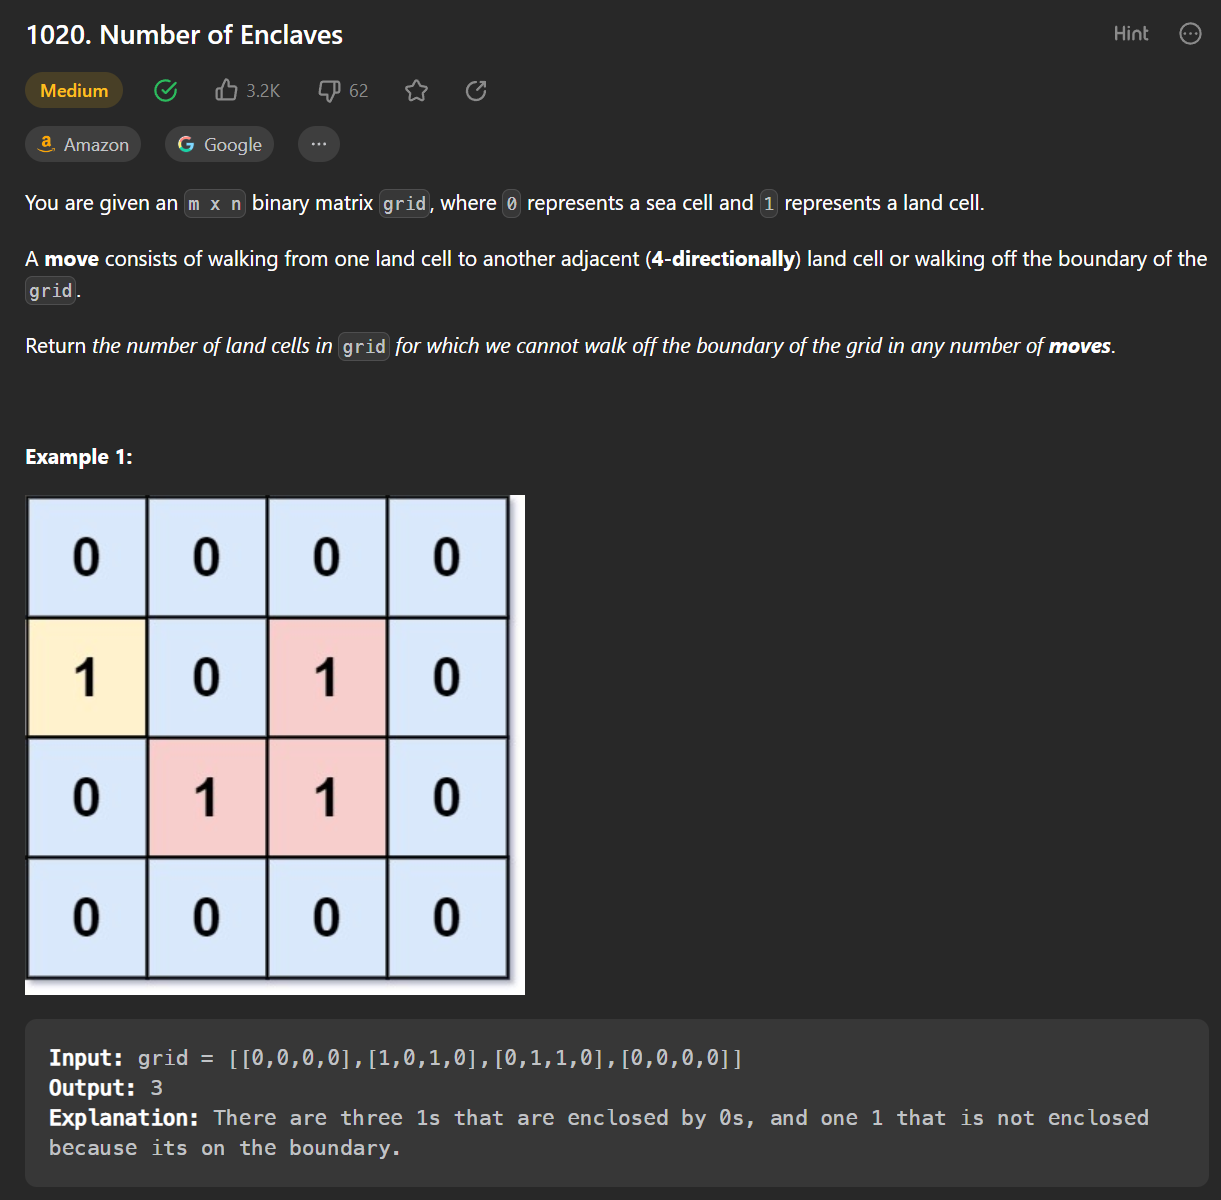 1020. Number of Enclaves
Hint
Medium
3.2K
62
Amazon
Google
You are given an m x n binary matrix grid, where 0 represents a sea cell and 1 represents a land cell.
A move consists of walking from one land cell to another adjacent (4-directionally) land cell or walking off the boundary of the
grid.
Return the number of land cells in grid for which we cannot walk off the boundary of the grid in any number of moves.
Example 1:
0 0 0 0
1 0 1 0
0 1 1 0
0 0 0 0
Input: grid = [[0,0,0,0],[1,0,1,0],[0,1,1,0],[0,0,0,0]]
Output: 3
Explanation: There are three 1s that are enclosed by 0s, and one 1 that is not enclosed
because its on the boundary.